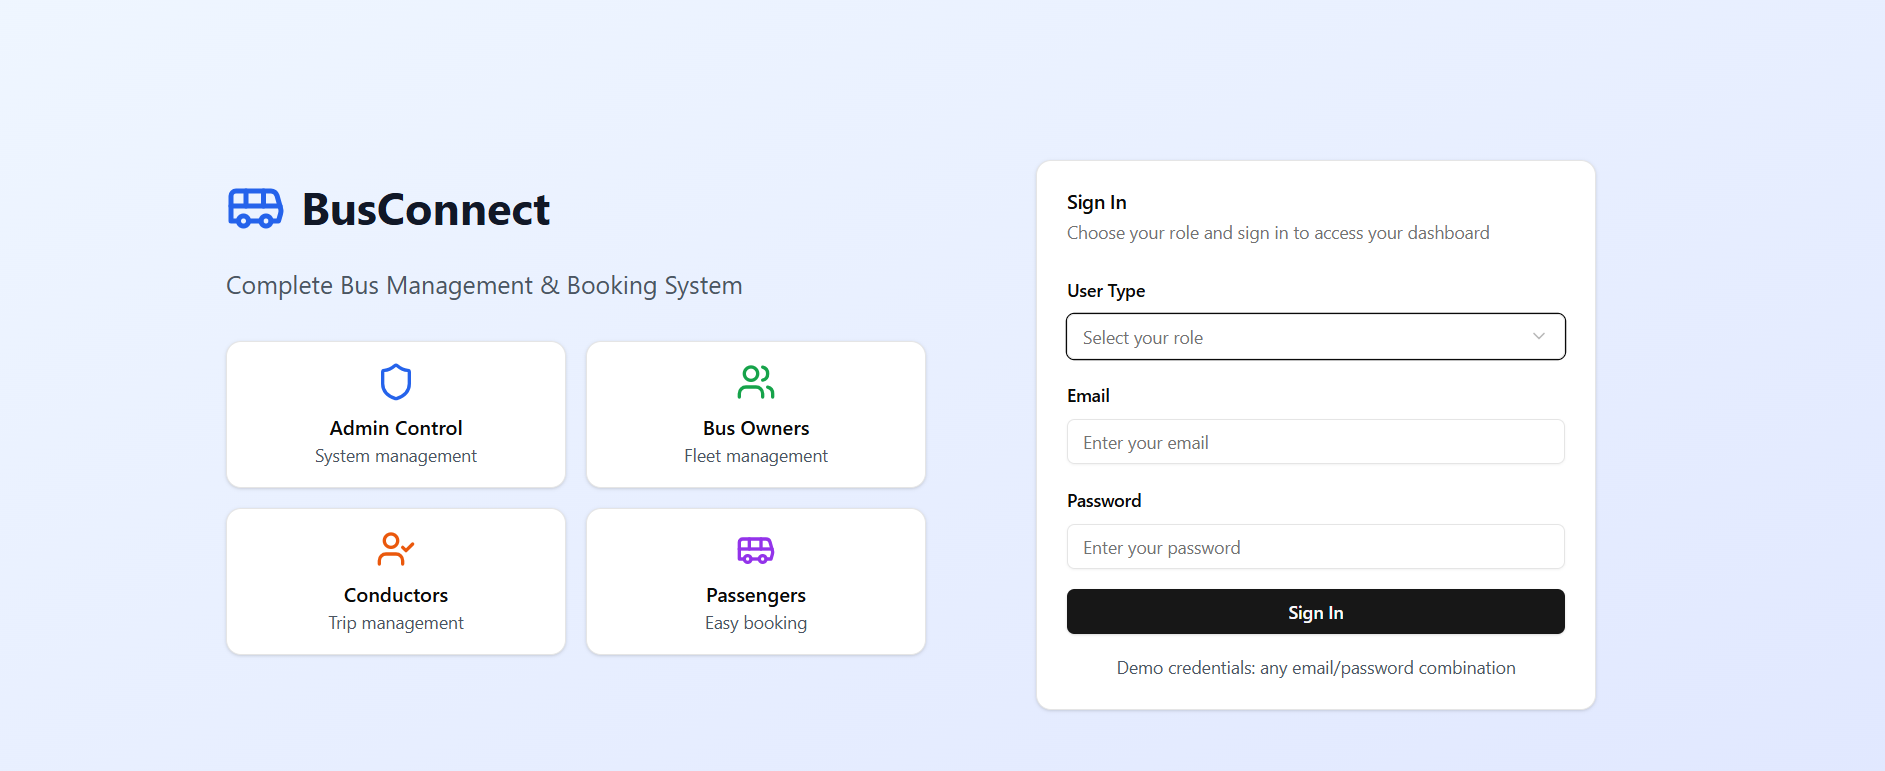 BusConnect
Complete Bus Management & Booking System
Admin Control
System management
Bus Owners
Fleet management
Conductors
Trip management
Passengers
Easy booking
Sign In
Choose your role and sign in to access your dashboard
User Type
Select your role
Email
Enter your email
Password
Enter your password
Sign In
Demo credentials: any email/password combination